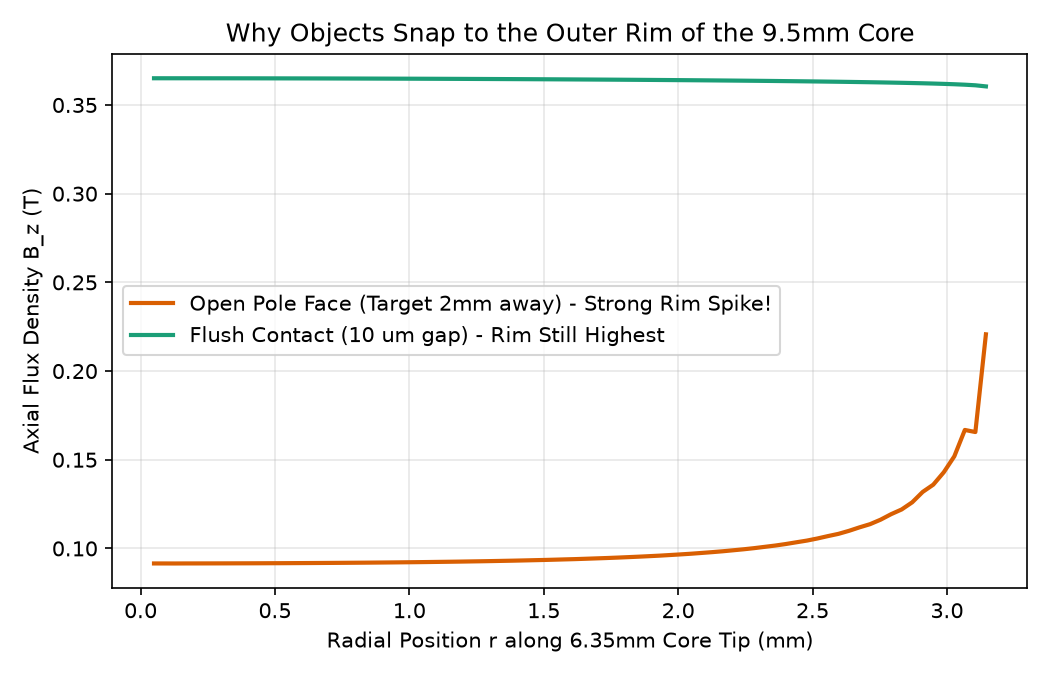 Why Objects Snap to the Outer Rim of the 9.5mm Core
Axial Flux Density B_z (T)
0.35
0.30
0.25
0.20
0.15
0.10
Open Pole Face (Target 2mm away) - Strong Rim Spike!
Flush Contact (10 um gap) - Rim Still Highest
0.0 0.5 1.0 1.5 2.0 2.5 3.0
Radial Position r along 6.35mm Core Tip (mm)